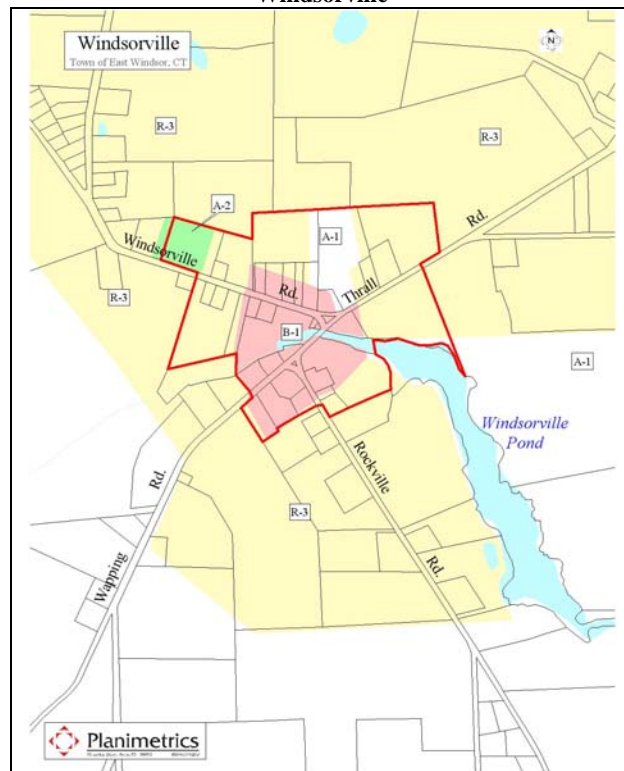 Windsorville
Windsorville
Town of East Windsor, CT
N
R-3
R-3
A-2
A-1
Rd.
Windsorville
Rd.
Thrall
R-3
B-1
A-1
Windsorville
Pond
Rd.
Rockville
R-3
Wapping
Rd.
Planimetrics